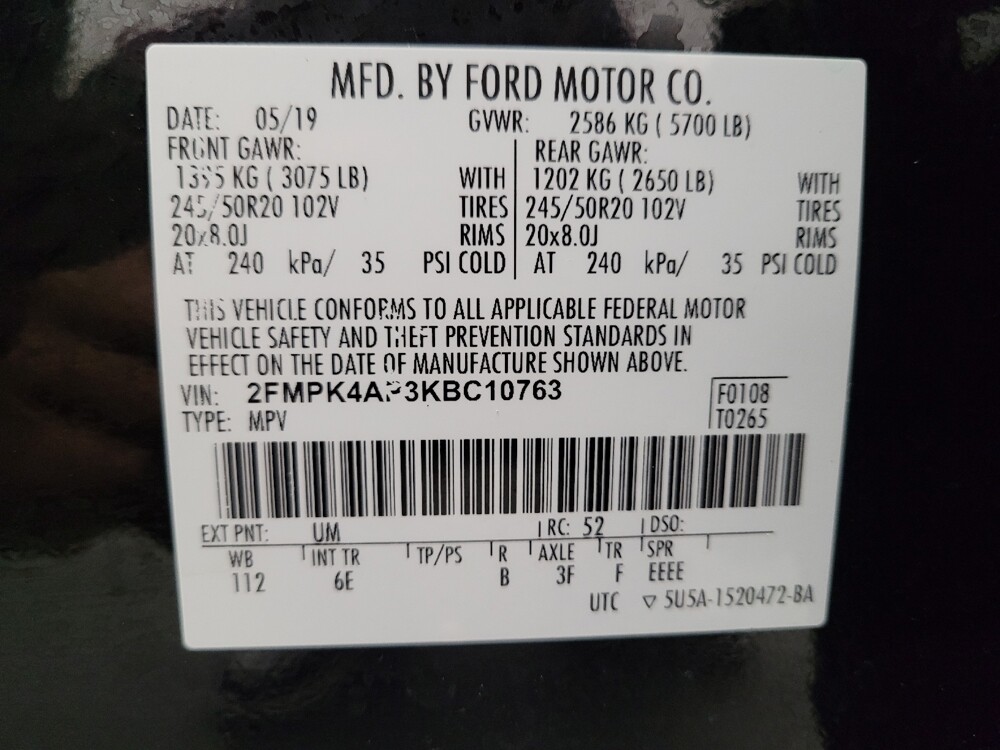 MFD. BY FORD MOTOR CO.
DATE: 05/19 GVWR: 2586 KG ( 5700 LB)
FRONT GAWR: REAR GAWR:
1395 KG ( 3075 LB) WITH 1202 KG ( 2650 LB) WITH
245/50R20 102V TIRES 245/50R20 102V TIRES
20x8.0J RIMS 20x8.0J RIMS
AT 240 kPa/ 35 PSI COLD AT 240 kPa/ 35 PSI COLD
THIS VEHICLE CONFORMS TO ALL APPLICABLE FEDERAL MOTOR
VEHICLE SAFETY AND THEFT PREVENTION STANDARDS IN
EFFECT ON THE DATE OF MANUFACTURE SHOWN ABOVE.
VIN: 2FMPK4AP3KBC10763 F0108
TYPE: MPV T0265
EXT PNT: UM RC: 52 DSO:
WB INT TR TP/PS R AXLE TR SPR
112 6E B 3F F EEEE
UTC ▽ 5U5A-1520472-BA